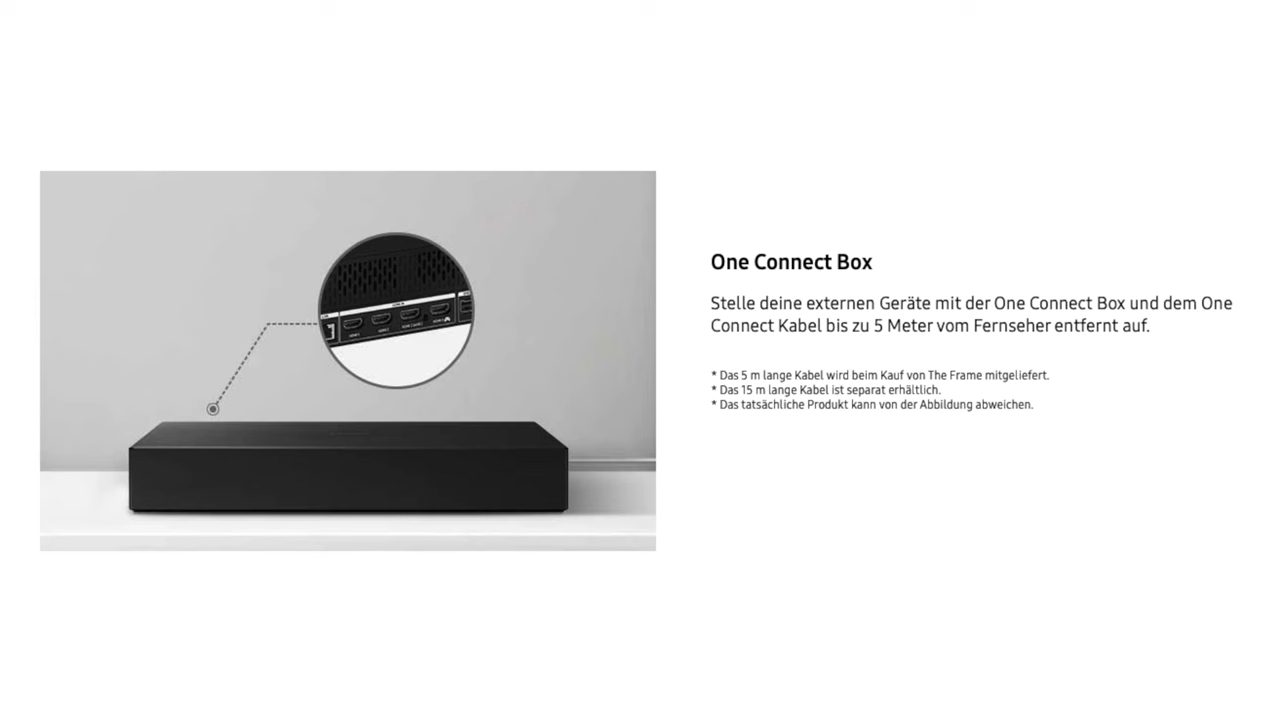 One Connect Box
Stelle deine externen Geräte mit der One Connect Box und dem One
Connect Kabel bis zu 5 Meter vom Fernseher entfernt auf.
* Das 5 m lange Kabel wird beim Kauf von The Frame mitgeliefert.
* Das 15 m lange Kabel ist separat erhältlich.
* Das tatsächliche Produkt kann von der Abbildung abweichen.